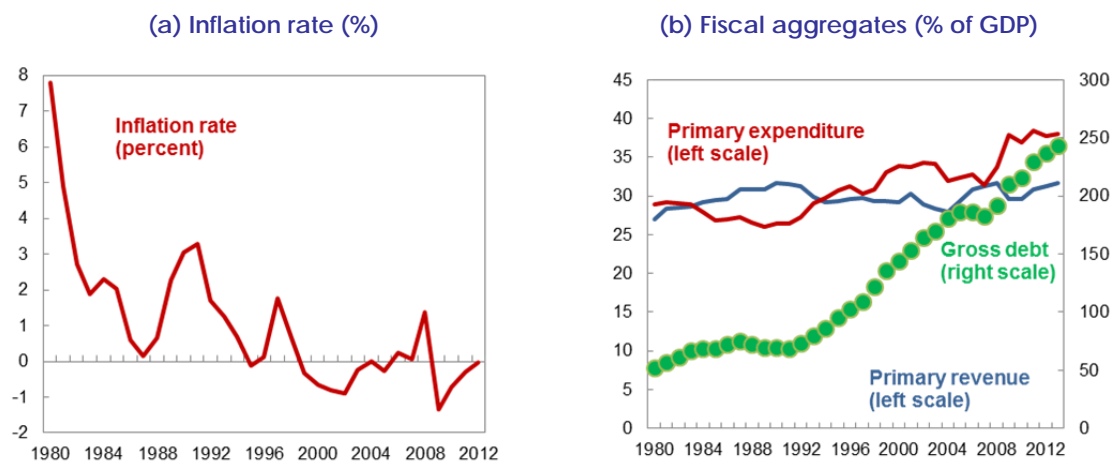 (a) Inflation rate (%)
8
7
6
5
4
3
2
1
0
-1
-2
Inflation rate
(percent)
1980 1984 1988 1992 1996 2000 2004 2008 2012
(b) Fiscal aggregates (% of GDP)
45
40
35
30
25
20
15
10
5
0
Primary expenditure
(left scale)
Gross debt
(right scale)
Primary revenue
(left scale)
300
250
200
150
100
50
0
1980 1984 1988 1992 1996 2000 2004 2008 2012